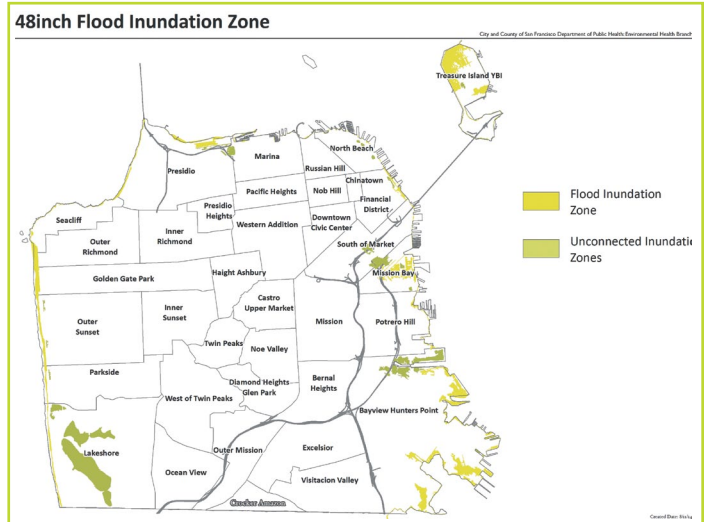 48inch Flood Inundation Zone
City and County of San Francisco Department of Public Health Environmental Health Branch
Treasure Island YBI
North Beach
Marina
Russian Hill
Presidio
Chinatown
Pacific Heights
Nob Hill
Financial
District
Presidio
Heights
Seacliff
Western Addition
Downtown
Civic Center
Inner
Richmond
Outer
Richmond
South of Market
Haight Ashbury
Mission Bay
Golden Gate Park
Castro
Upper Market
Inner
Sunset
Outer
Sunset
Mission
Potrero Hill
Twin Peaks
Noe Valley
Parkside
Diamond Heights
Glen Park
Bernal
Heights
West of Twin Peaks
Bayview Hunters Point
Lakeshore
Outer Mission
Excelsior
Ocean View
Visitacion Valley
Crocker Amazon
Flood Inundation
Zone
Unconnected Inundati
Zones
Created Date: